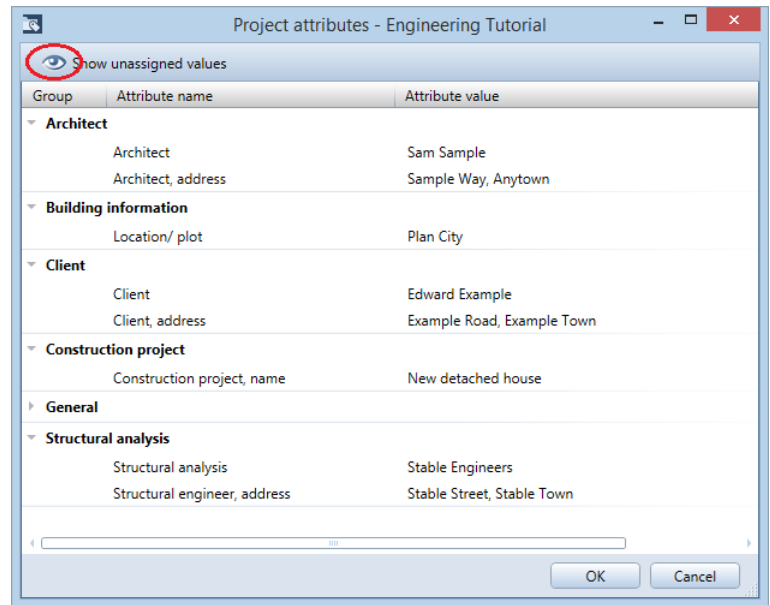 Project attributes - Engineering Tutorial
Show unassigned values
Group Attribute name Attribute value
Architect
Architect Sam Sample
Architect, address Sample Way, Anytown
Building information
Location/ plot Plan City
Client
Client Edward Example
Client, address Example Road, Example Town
Construction project
Construction project, name New detached house
General
Structural analysis
Structural analysis Stable Engineers
Structural engineer, address Stable Street, Stable Town
OK Cancel